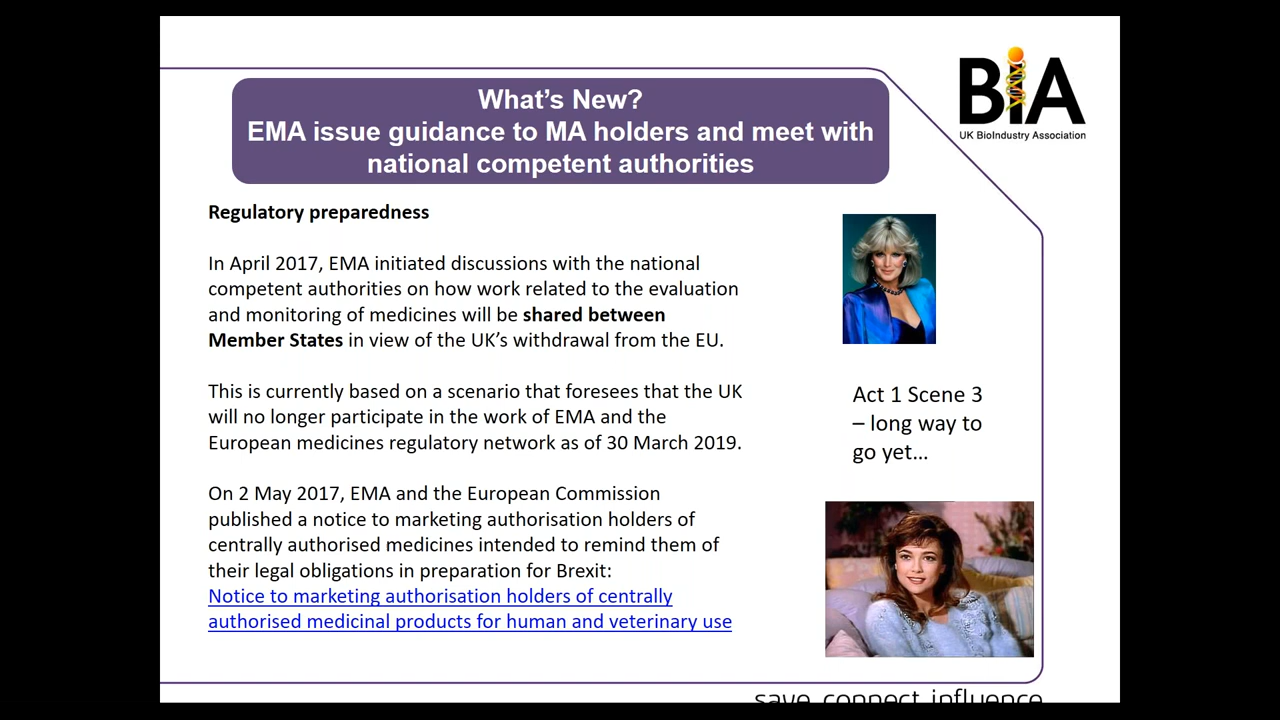 What's New?
EMA issue guidance to MA holders and meet with
national competent authorities
BiA
UK BioIndustry Association
Regulatory preparedness
In April 2017, EMA initiated discussions with the national
competent authorities on how work related to the evaluation
and monitoring of medicines will be shared between
Member States in view of the UK's withdrawal from the EU.
This is currently based on a scenario that foresees that the UK
will no longer participate in the work of EMA and the
European medicines regulatory network as of 30 March 2019.
On 2 May 2017, EMA and the European Commission
published a notice to marketing authorisation holders of
centrally authorised medicines intended to remind them of
their legal obligations in preparation for Brexit:
Notice to marketing authorisation holders of centrally
authorised medicinal products for human and veterinary use
Act 1 Scene 3
– long way to
go yet…
save connect influence